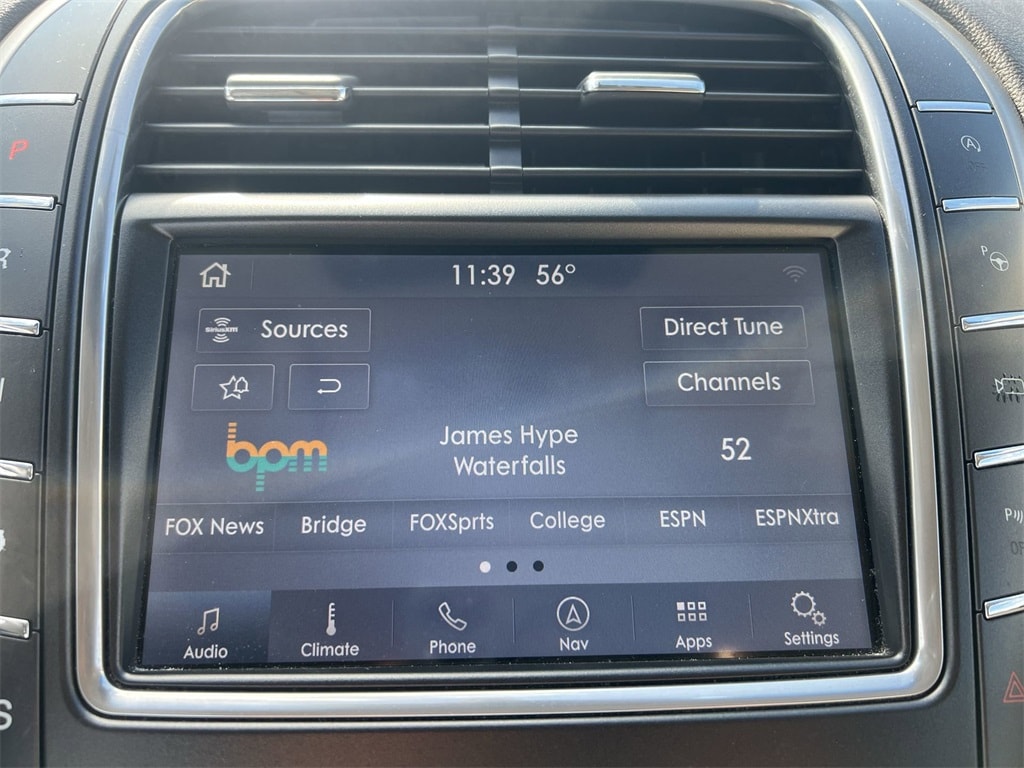 11:39 56°
SiriusXM Sources
Direct Tune
Channels
bpm
James Hype
Waterfalls
52
FOX News Bridge FOXSprts College ESPN ESPNXtra
Audio Climate Phone Nav Apps Settings
P
A
P
P
S